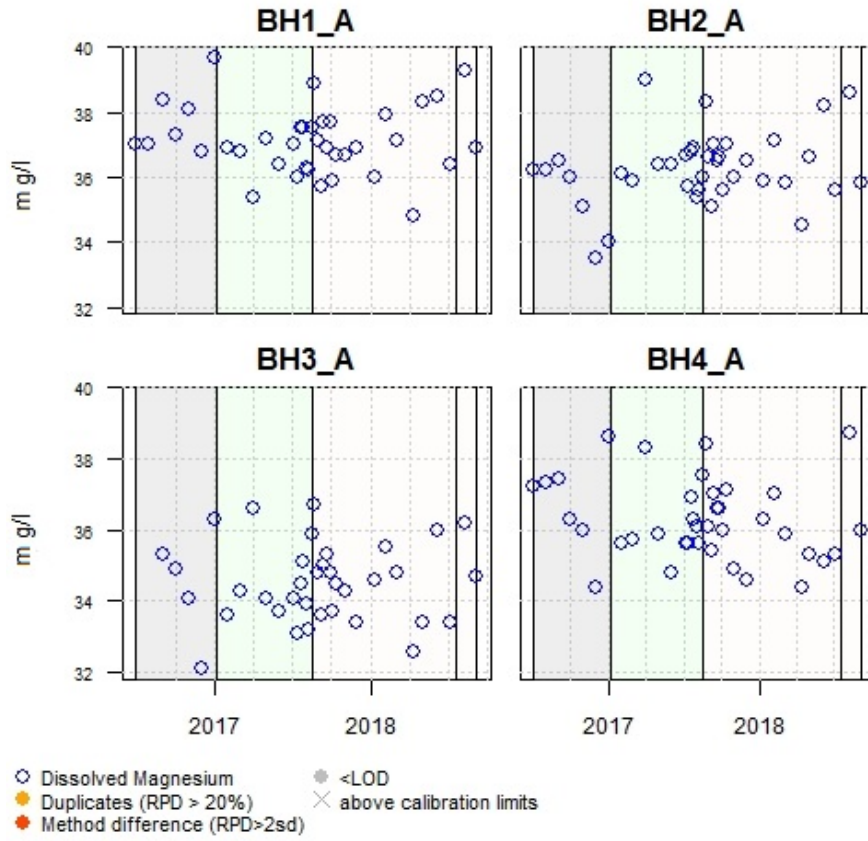 BH1_A
BH2_A
40
38
36
34
32
m g/l
BH3_A
BH4_A
40
38
36
34
32
m g/l
2017
2018
2017
2018
Dissolved Magnesium
<LOD
Duplicates (RPD > 20%)
above calibration limits
Method difference (RPD>2sd)